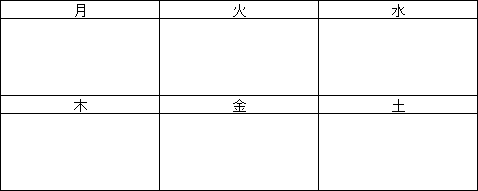 月 火 水
木 金 土